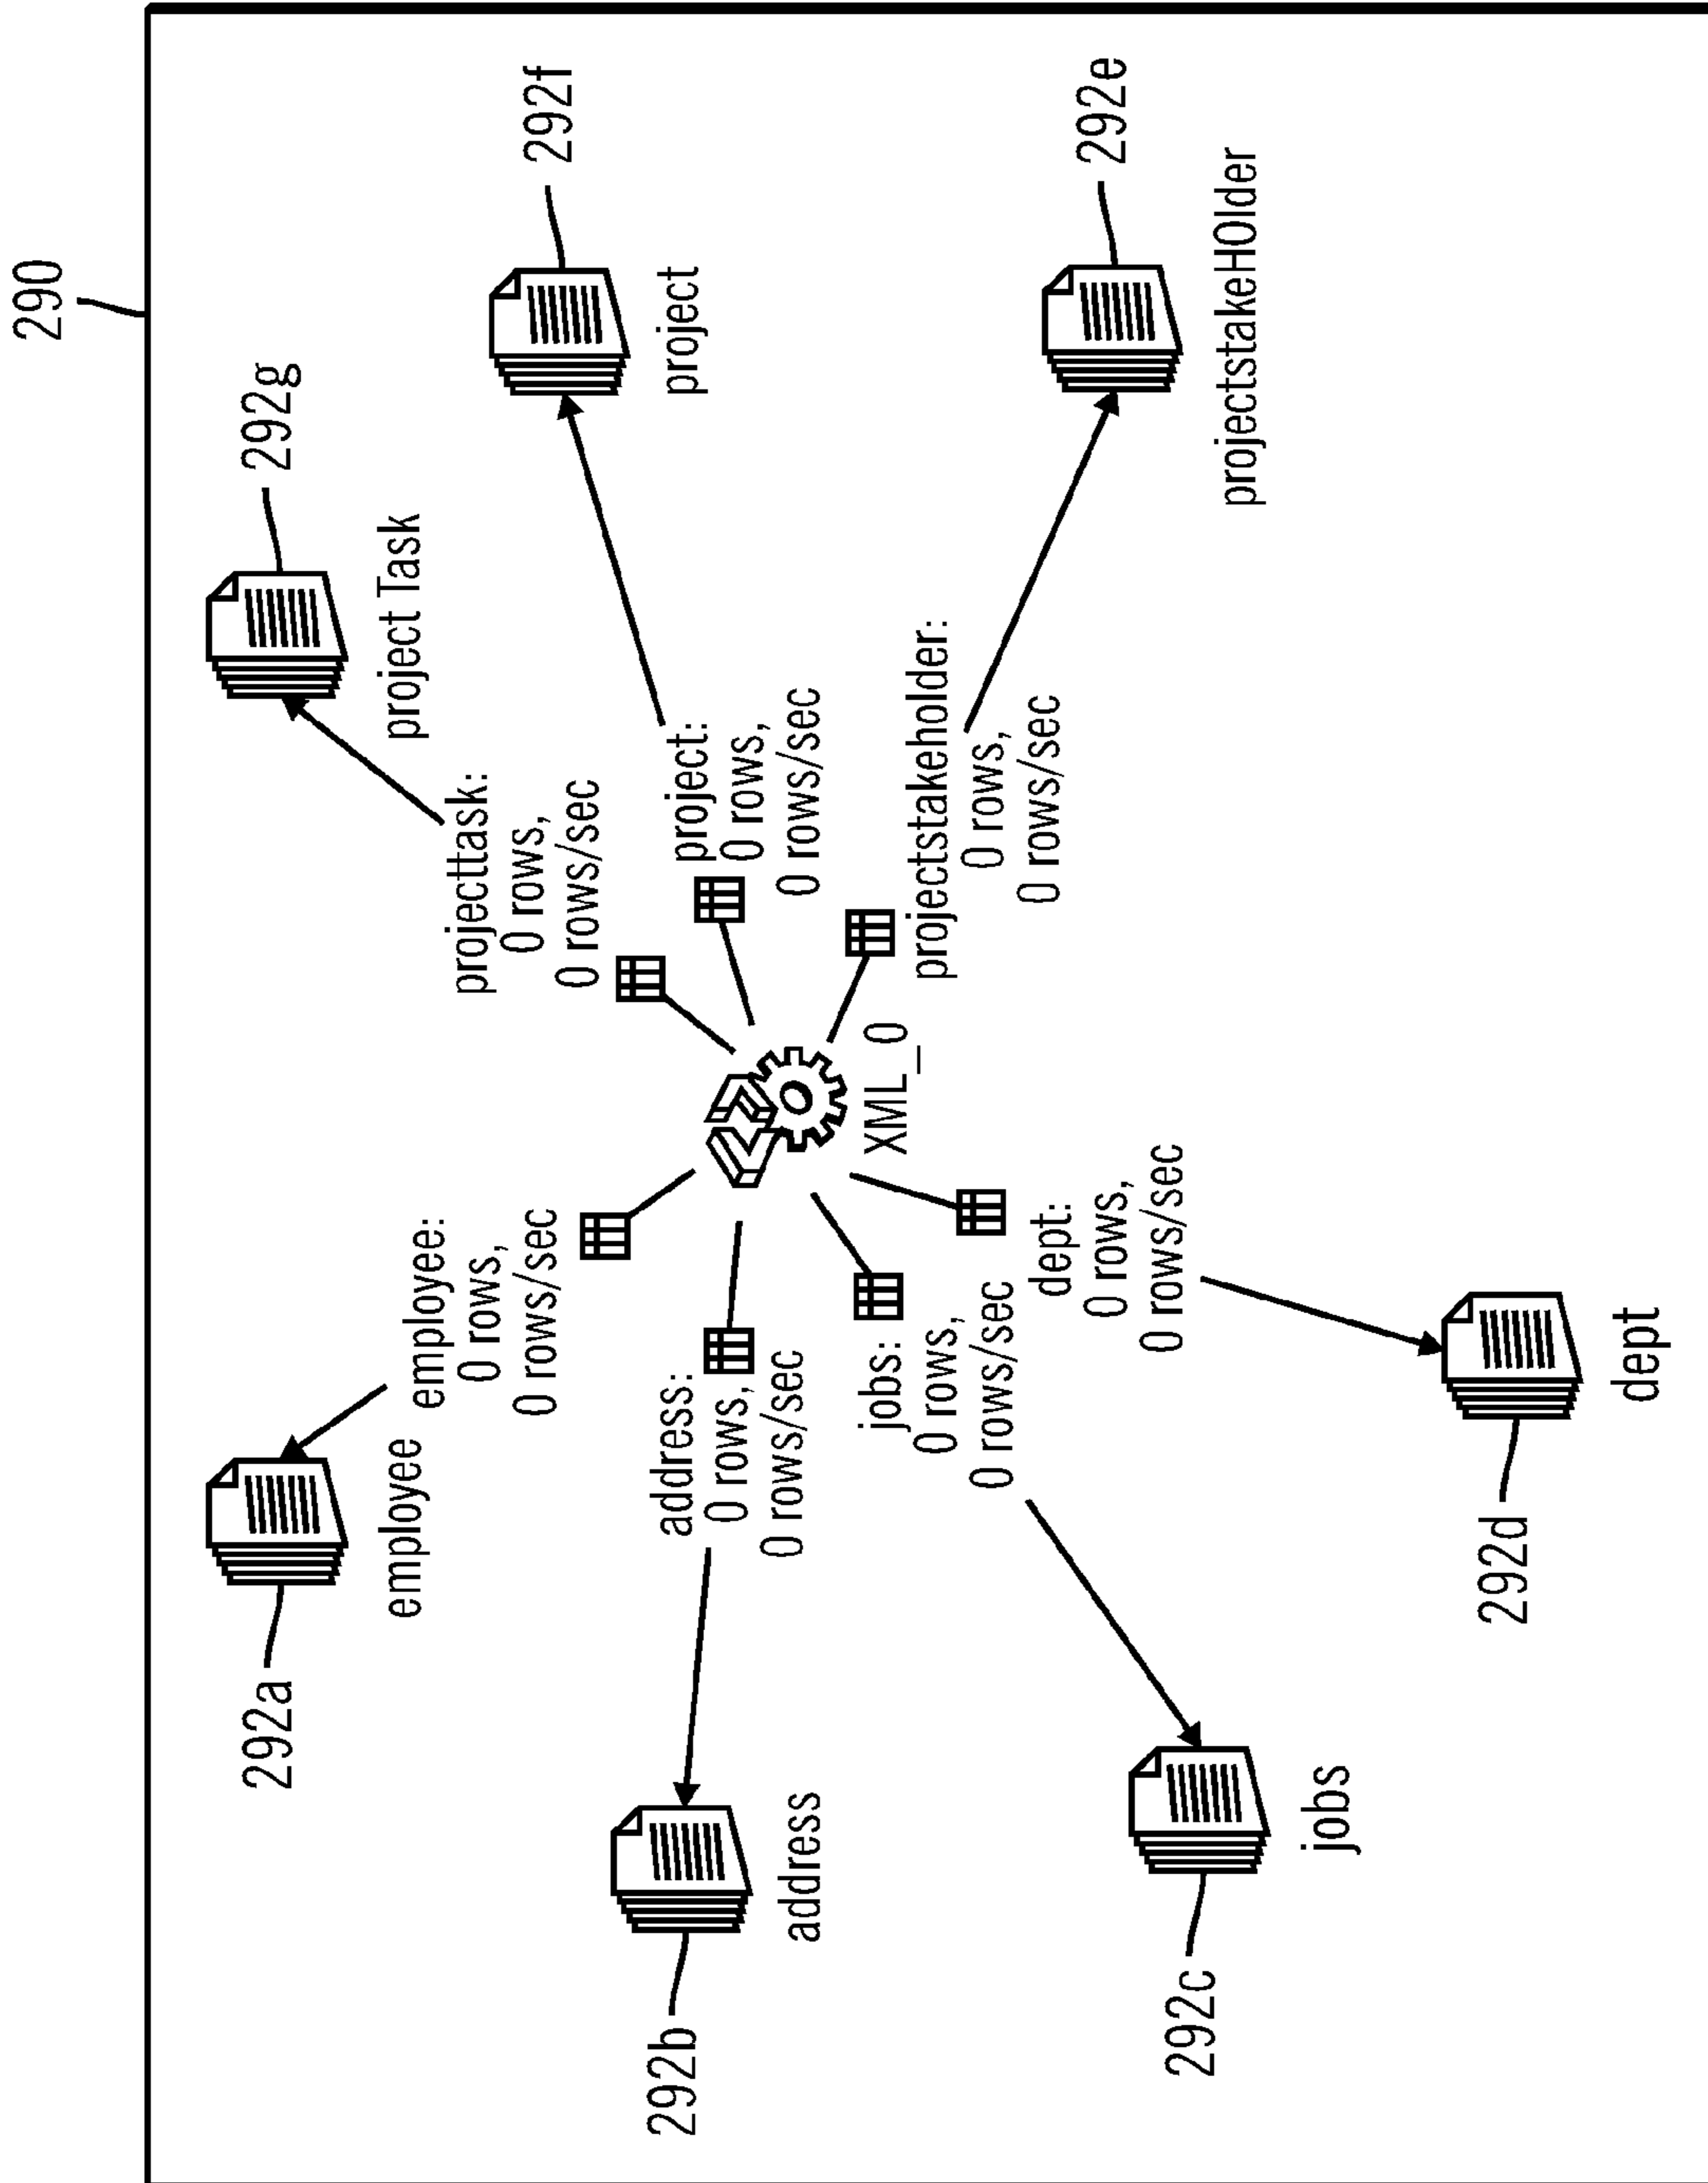 290
292a
employee
employee:
0 rows,
0 rows/sec
292g
project Task
projecttask:
0 rows,
0 rows/sec
292f
project
project:
0 rows,
0 rows/sec
292b
address
address:
0 rows,
0 rows/sec
XML_0
projectstakeholder:
0 rows,
0 rows/sec
292e
projectstakeHOlder
jobs:
0 rows,
0 rows/sec
292c
jobs
dept:
0 rows,
0 rows/sec
292d
dept